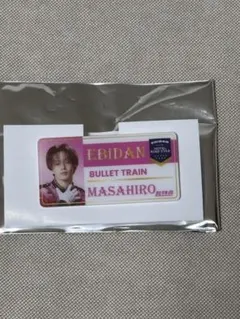 EBIDAN
BULLET TRAIN
MASAHIRO